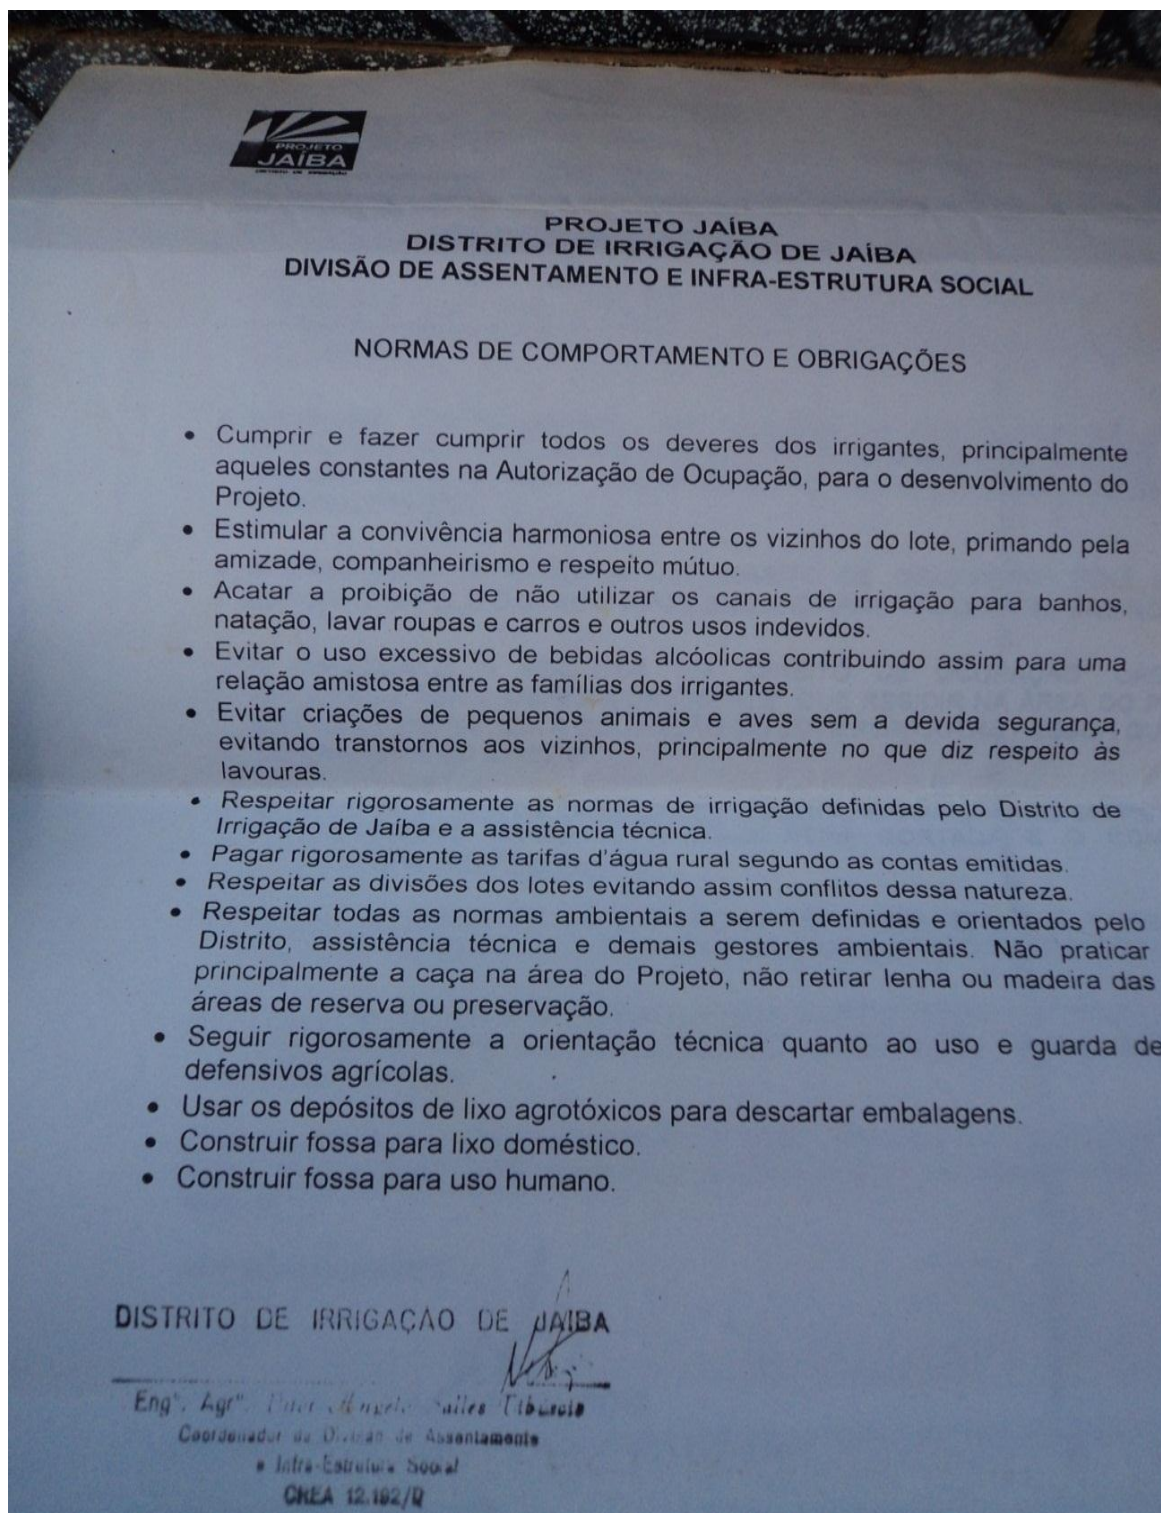 PROJETO
JAÍBA
PROJETO JAÍBA
DISTRITO DE IRRIGAÇÃO DE JAÍBA
DIVISÃO DE ASSENTAMENTO E INFRA-ESTRUTURA SOCIAL
NORMAS DE COMPORTAMENTO E OBRIGAÇÕES
• Cumprir e fazer cumprir todos os deveres dos irrigantes, principalmente
aqueles constantes na Autorização de Ocupação, para o desenvolvimento do
Projeto.
• Estimular a convivência harmoniosa entre os vizinhos do lote, primando pela
amizade, companheirismo e respeito mútuo.
• Acatar a proibição de não utilizar os canais de irrigação para banhos,
natação, lavar roupas e carros e outros usos indevidos.
• Evitar o uso excessivo de bebidas alcóolicas contribuindo assim para uma
relação amistosa entre as famílias dos irrigantes.
• Evitar criações de pequenos animais e aves sem a devida segurança,
evitando transtornos aos vizinhos, principalmente no que diz respeito às
lavouras.
• Respeitar rigorosamente as normas de irrigação definidas pelo Distrito de
Irrigação de Jaíba e a assistência técnica.
• Pagar rigorosamente as tarifas d'água rural segundo as contas emitidas.
• Respeitar as divisões dos lotes evitando assim conflitos dessa natureza.
• Respeitar todas as normas ambientais a serem definidas e orientados pelo
Distrito, assistência técnica e demais gestores ambientais. Não praticar
principalmente a caça na área do Projeto, não retirar lenha ou madeira das
áreas de reserva ou preservação.
• Seguir rigorosamente a orientação técnica quanto ao uso e guarda de
defensivos agrícolas.
• Usar os depósitos de lixo agrotóxicos para descartar embalagens.
• Construir fossa para lixo doméstico.
• Construir fossa para uso humano.
DISTRITO DE IRRIGAÇÃO DE JAIBA
Engº. Agrº.
Coordenador da Divisão de Assentamento
e Infra-Estrutura Social
CREA 12.192/D